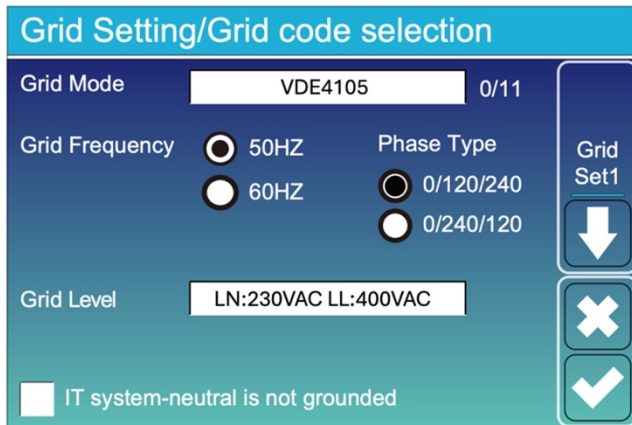 Grid Setting/Grid code selection
Grid Mode VDE4105 0/11
Grid Frequency 50HZ Phase Type
60HZ 0/120/240
0/240/120
Grid Set1
Grid Level LN:230VAC LL:400VAC
IT system-neutral is not grounded